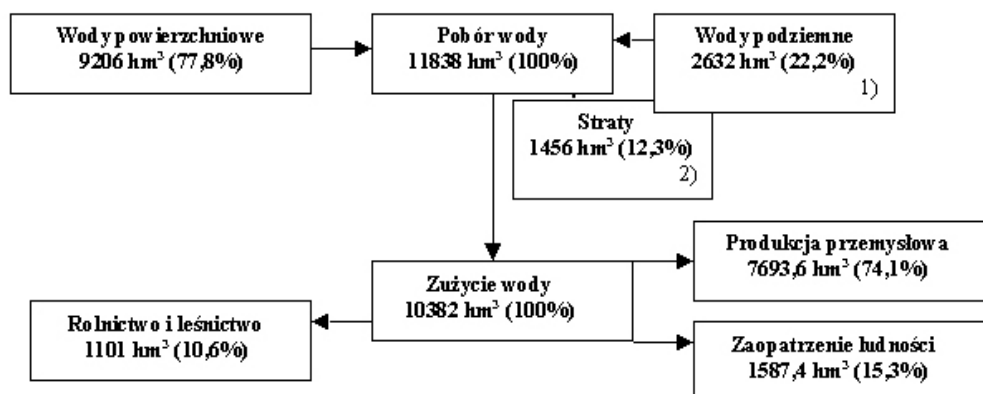 Wody powierzchniowe
9206 hm³ (77,8%)
Pobór wody
11838 hm³ (100%)
Wody podziemne
2632 hm³ (22,2%)
1)
Straty
1456 hm³ (12,3%)
2)
Produkcja przemysłowa
7693,6 hm³ (74,1%)
Zużycie wody
10382 hm³ (100%)
Rolnictwo i leśnictwo
1101 hm³ (10,6%)
Zaopatrzenie ludności
1587,4 hm³ (15,3%)